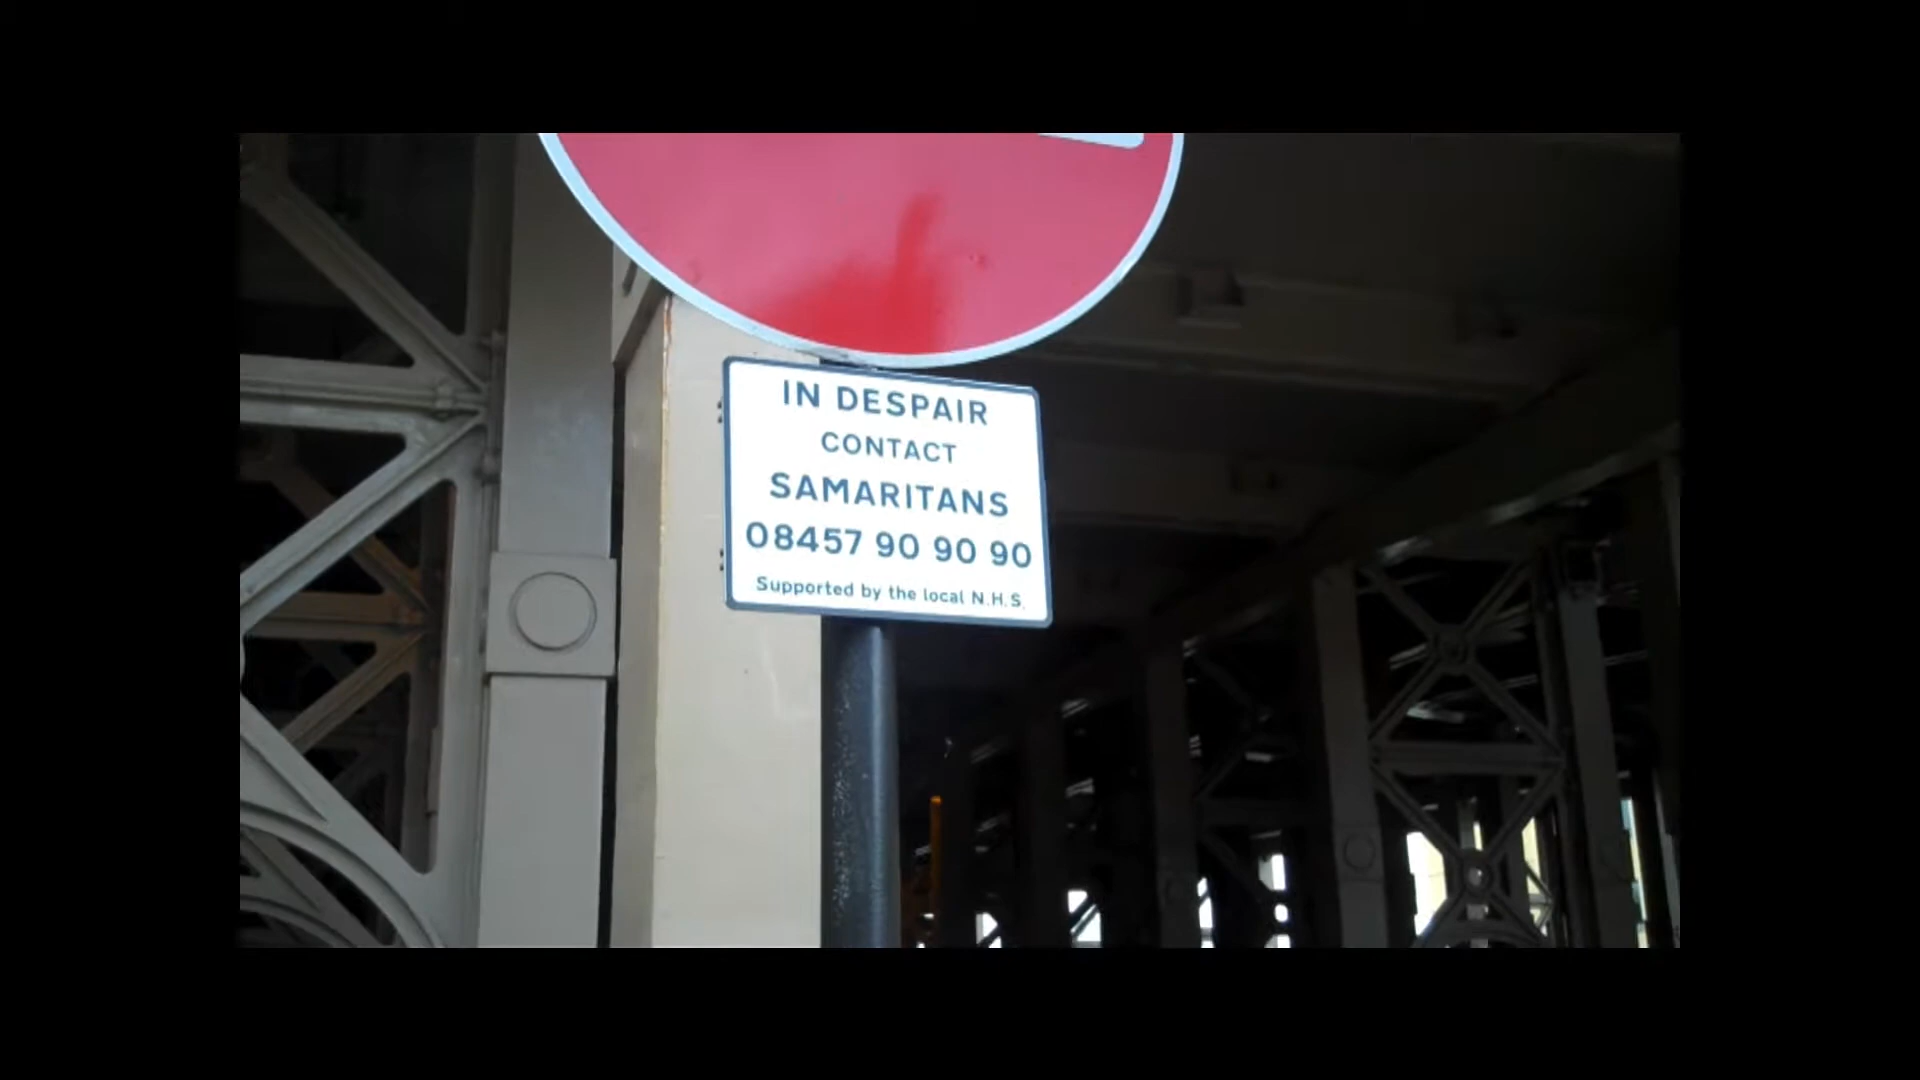 IN DESPAIR
CONTACT
SAMARITANS
08457 90 90 90
Supported by the local N.H.S.